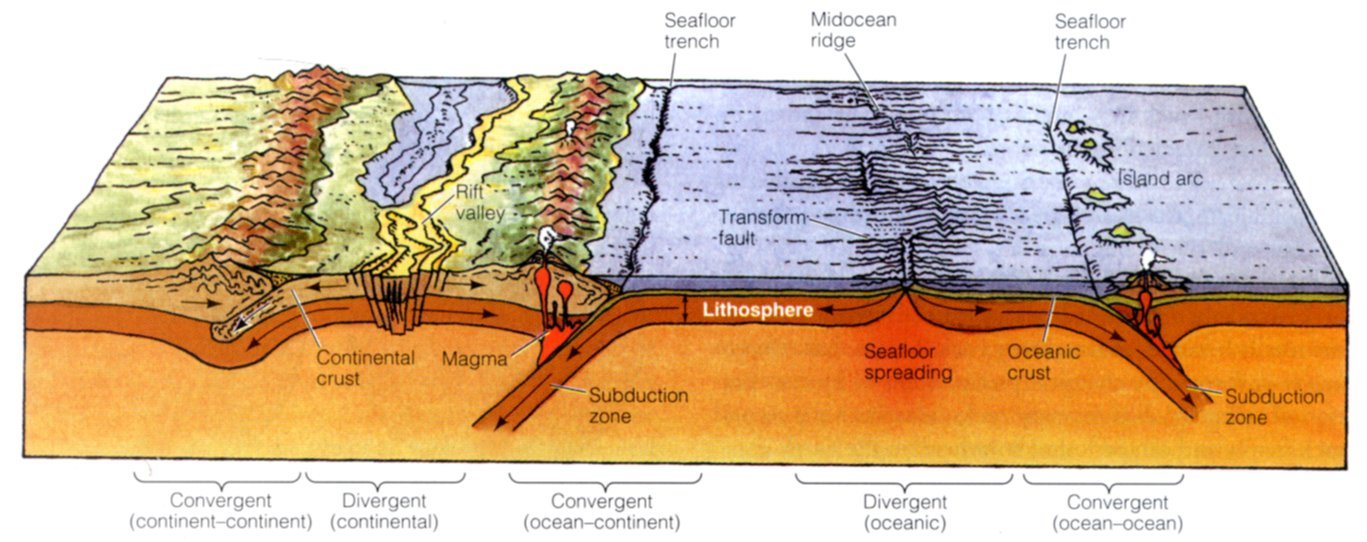 Seafloor
trench
Midocean
ridge
Seafloor
trench
Rift
valley
Island arc
Transform
fault
Lithosphere
Continental
crust
Magma
Seafloor
spreading
Oceanic
crust
Subduction
zone
Subduction
zone
Convergent
(continent–continent)
Divergent
(continental)
Convergent
(ocean–continent)
Divergent
(oceanic)
Convergent
(ocean–ocean)